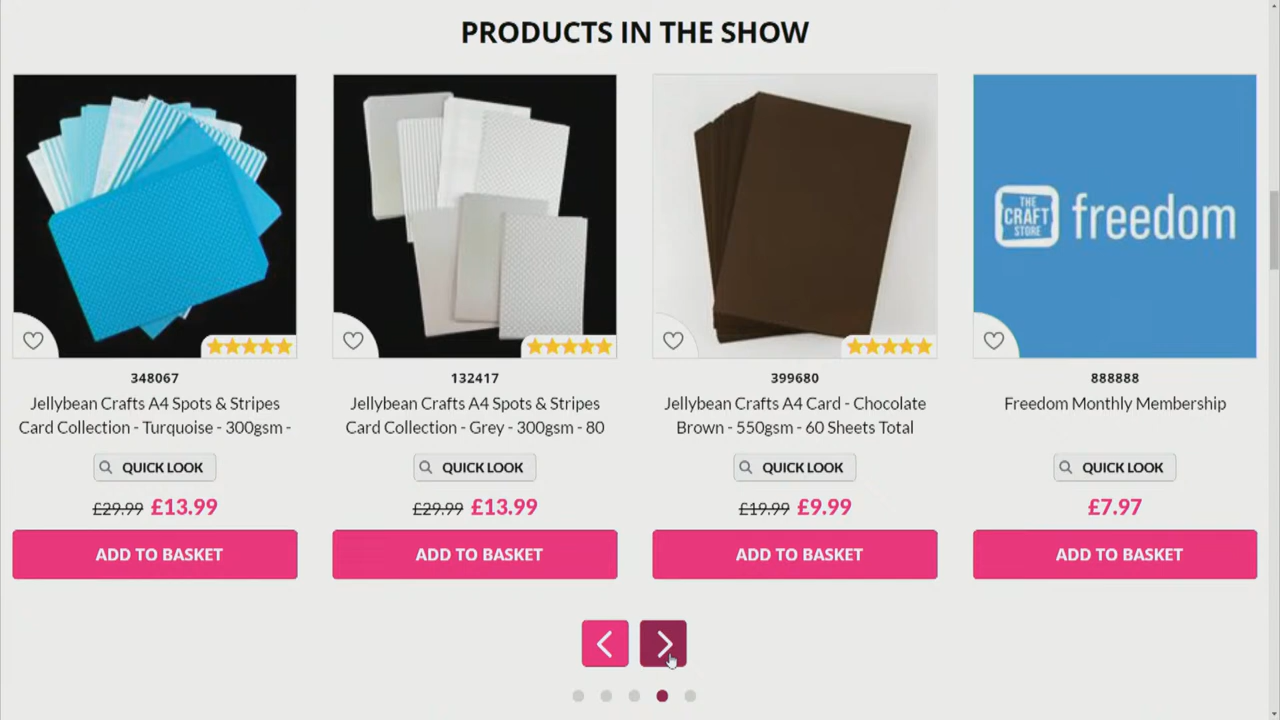 PRODUCTS IN THE SHOW
THE
CRAFT
STORE
freedom
348067
Jellybean Crafts A4 Spots & Stripes
Card Collection - Turquoise - 300gsm -
QUICK LOOK
£29.99 £13.99
ADD TO BASKET
132417
Jellybean Crafts A4 Spots & Stripes
Card Collection - Grey - 300gsm - 80
QUICK LOOK
£29.99 £13.99
ADD TO BASKET
399680
Jellybean Crafts A4 Card - Chocolate
Brown - 550gsm - 60 Sheets Total
QUICK LOOK
£19.99 £9.99
ADD TO BASKET
888888
Freedom Monthly Membership
QUICK LOOK
£7.97
ADD TO BASKET